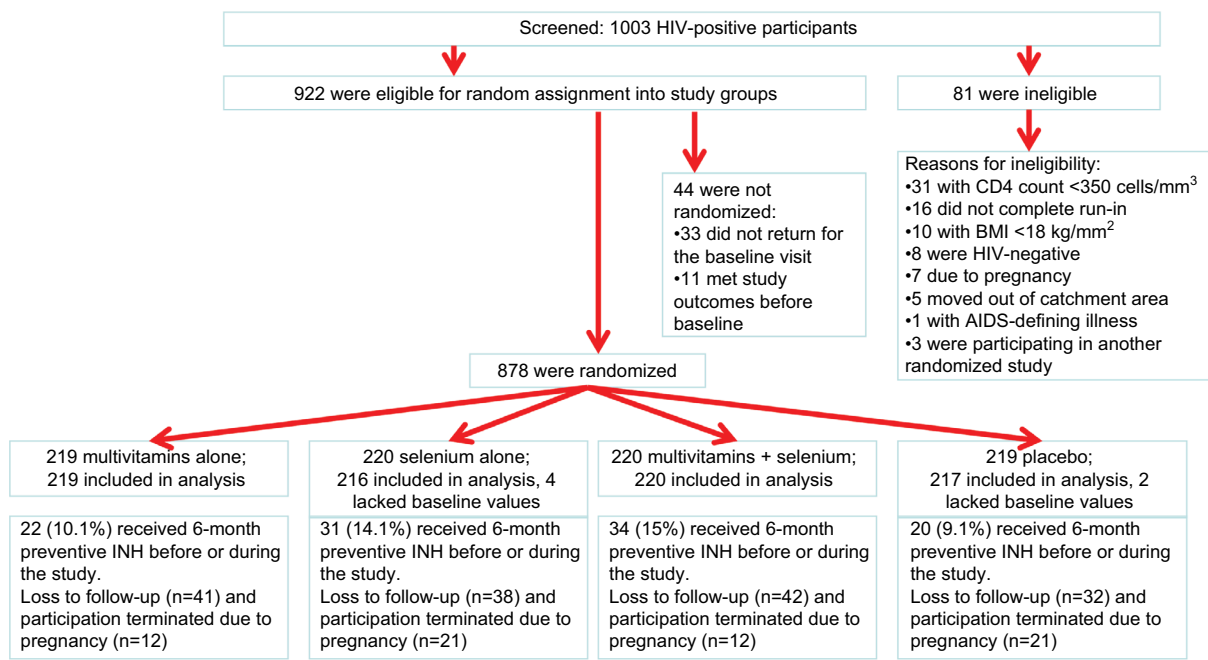 Screened: 1003 HIV-positive participants
922 were eligible for random assignment into study groups
81 were ineligible
44 were not
randomized:
•33 did not return for
the baseline visit
•11 met study
outcomes before
baseline
Reasons for ineligibility:
•31 with CD4 count <350 cells/mm³
•16 did not complete run-in
•10 with BMI <18 kg/mm²
•8 were HIV-negative
•7 due to pregnancy
•5 moved out of catchment area
•1 with AIDS-defining illness
•3 were participating in another
randomized study
878 were randomized
219 multivitamins alone;
219 included in analysis
220 selenium alone;
216 included in analysis, 4
lacked baseline values
220 multivitamins + selenium;
220 included in analysis
219 placebo;
217 included in analysis, 2
lacked baseline values
22 (10.1%) received 6-month
preventive INH before or during
the study.
Loss to follow-up (n=41) and
participation terminated due to
pregnancy (n=12)
31 (14.1%) received 6-month
preventive INH before or during
the study.
Loss to follow-up (n=38) and
participation terminated due to
pregnancy (n=21)
34 (15%) received 6-month
preventive INH before or during
the study.
Loss to follow-up (n=42) and
participation terminated due to
pregnancy (n=12)
20 (9.1%) received 6-month
preventive INH before or during
the study.
Loss to follow-up (n=32) and
participation terminated due to
pregnancy (n=21)